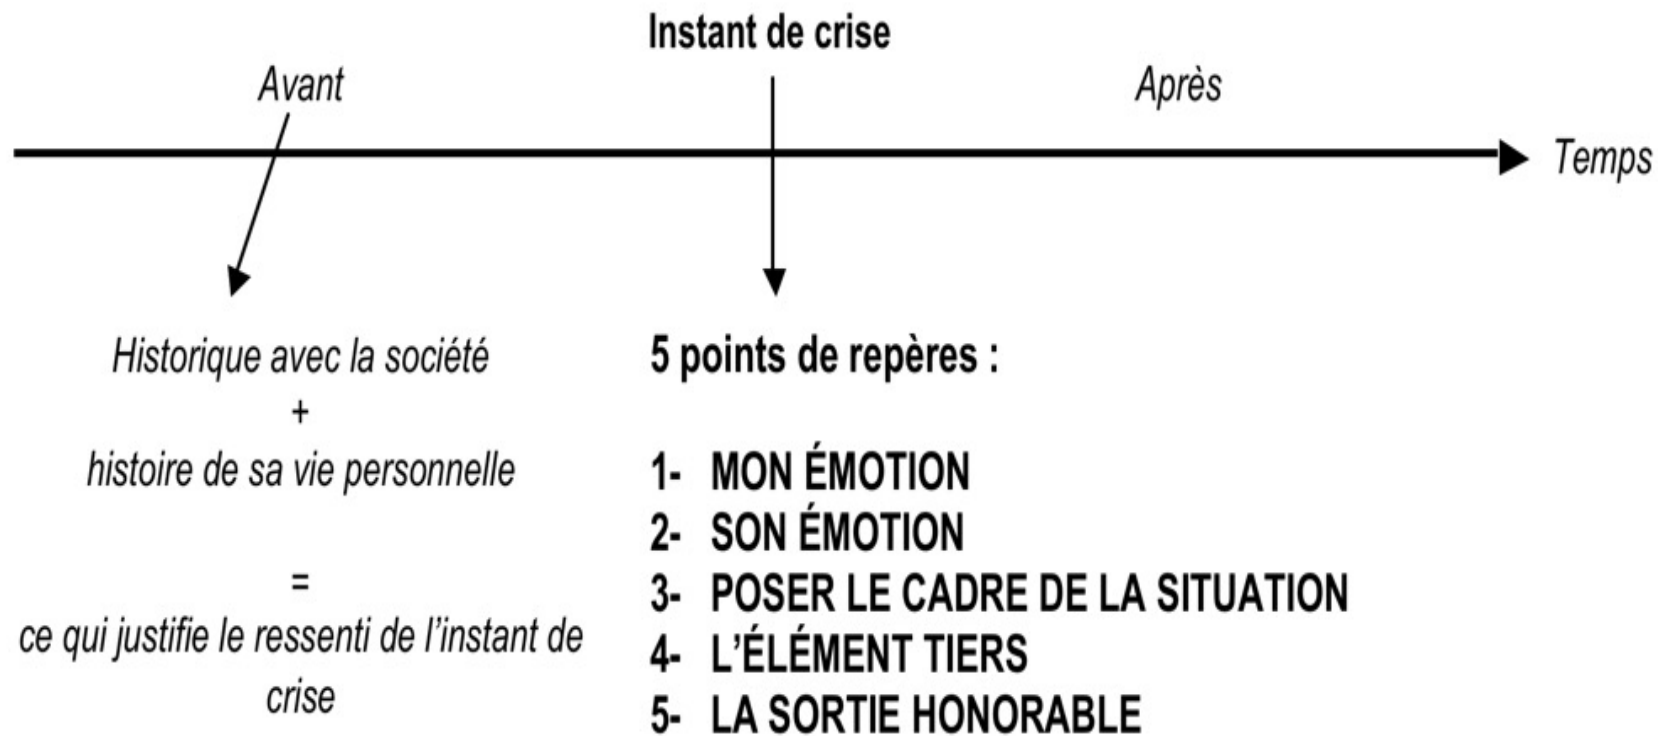 Instant de crise
Avant
Après
Temps
Historique avec la société
+
histoire de sa vie personnelle
=
ce qui justifie le ressenti de l'instant de
crise
5 points de repères :
1- MON ÉMOTION
2- SON ÉMOTION
3- POSER LE CADRE DE LA SITUATION
4- L'ÉLÉMENT TIERS
5- LA SORTIE HONORABLE